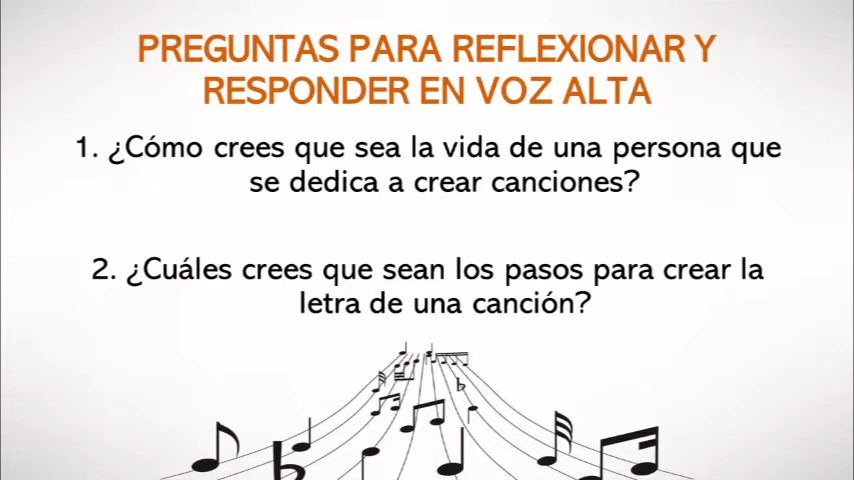 PREGUNTAS PARA REFLEXIONAR Y
RESPONDER EN VOZ ALTA
1. ¿Cómo crees que sea la vida de una persona que
se dedica a crear canciones?
2. ¿Cuáles crees que sean los pasos para crear la
letra de una canción?